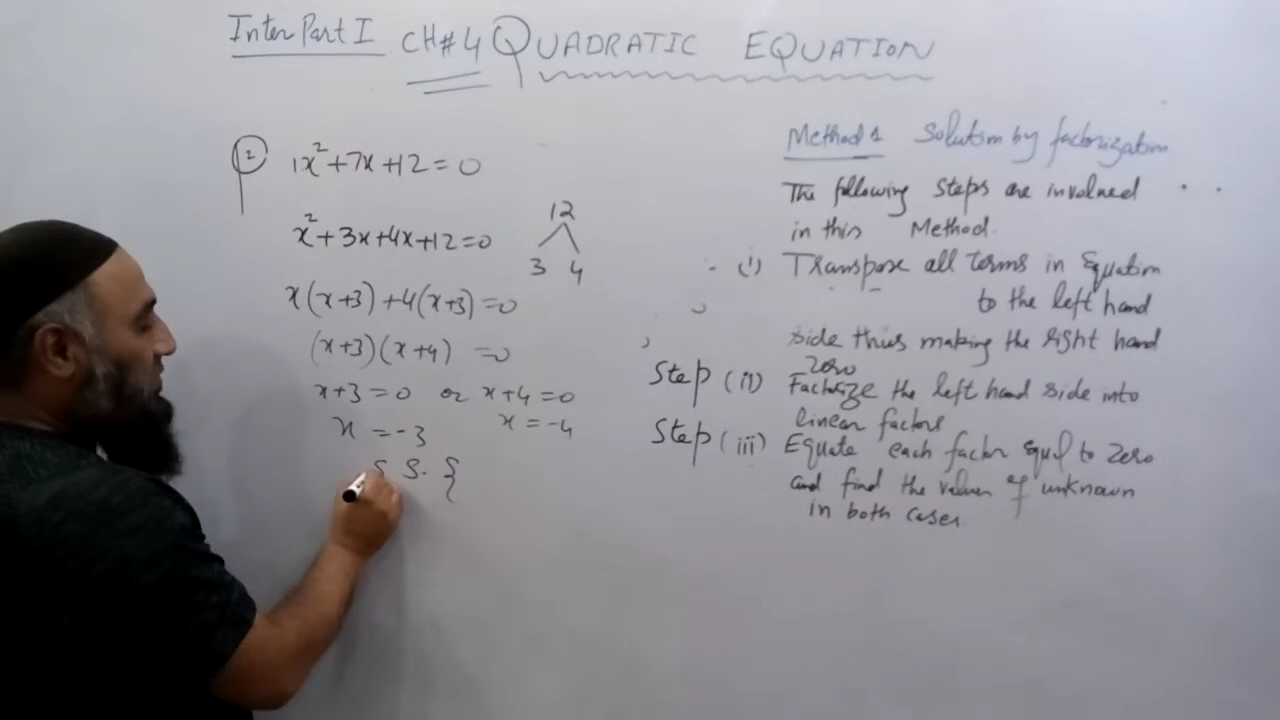 Inter Part I CH#4 QUADRATIC EQUATION
2
1x²+7x+12=0
x²+3x+4x+12=0
12
3 4
x(x+3)+4(x+3)=0
(x+3)(x+4) =0
x+3=0 or x+4=0
x=-3 x=-4
S.S. {
Method 1 Solution by factorization
The following steps are involved
in this Method.
(i) Transpose all terms in Equation
to the left hand
side thus making the right hand
zero
Step (ii) Factorize the left hand side into
linear factors
Step (iii) Equate each factor equl to zero
and find the values of unknown
in both cases